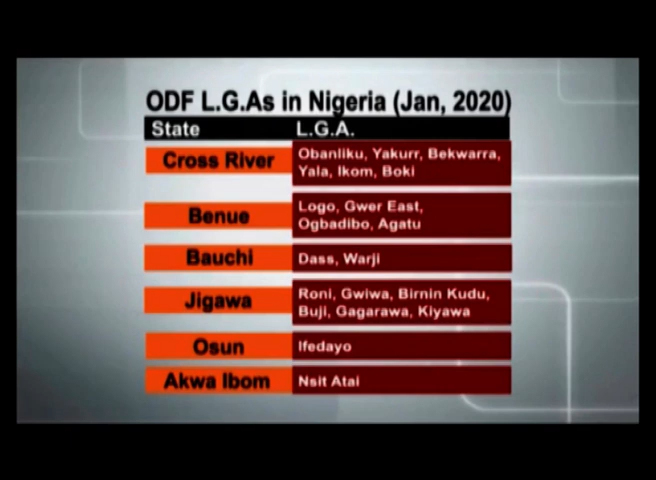 ODF L.G.As in Nigeria (Jan, 2020)
State L.G.A.
Cross River Obanliku, Yakurr, Bekwarra,
Yala, Ikom, Boki
Benue Logo, Gwer East,
Ogbadibo, Agatu
Bauchi Dass, Warji
Jigawa Roni, Gwiwa, Birnin Kudu,
Buji, Gagarawa, Kiyawa
Osun Ifedayo
Akwa Ibom Nsit Atai